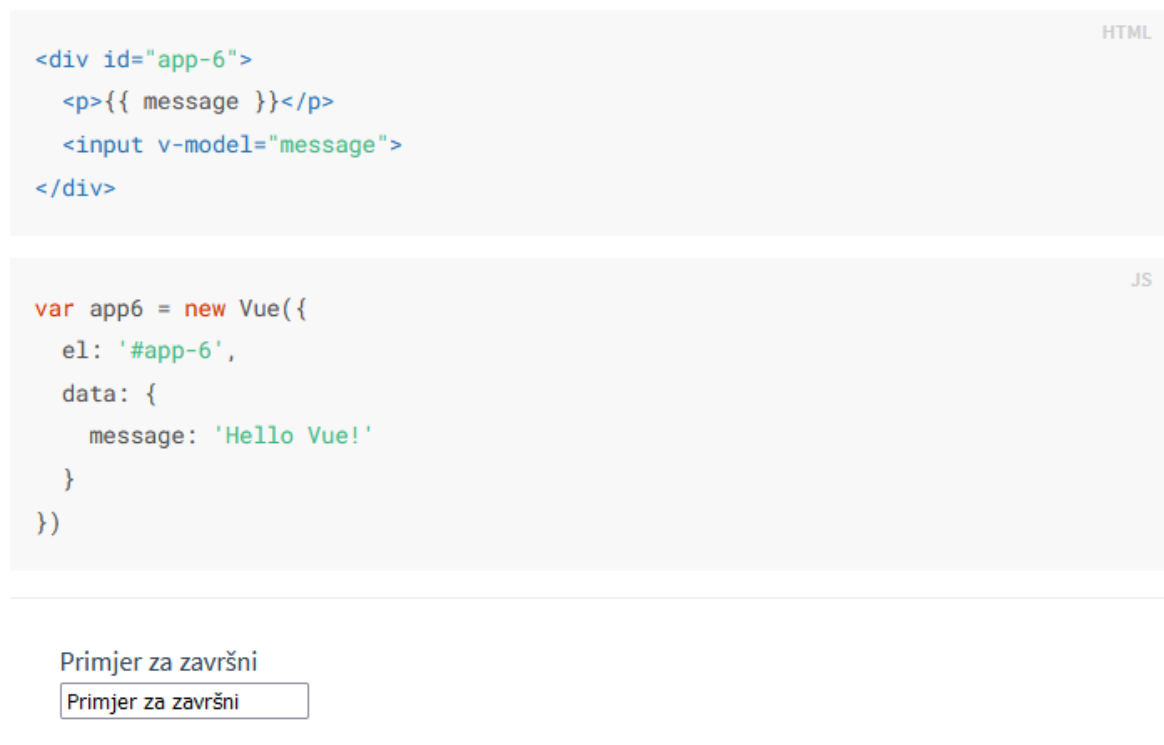 HTML
<div id="app-6">
  <p>{{ message }}</p>
  <input v-model="message">
</div>
JS
var app6 = new Vue({
  el: '#app-6',
  data: {
    message: 'Hello Vue!'
  }
})
Primjer za završni
Primjer za završni